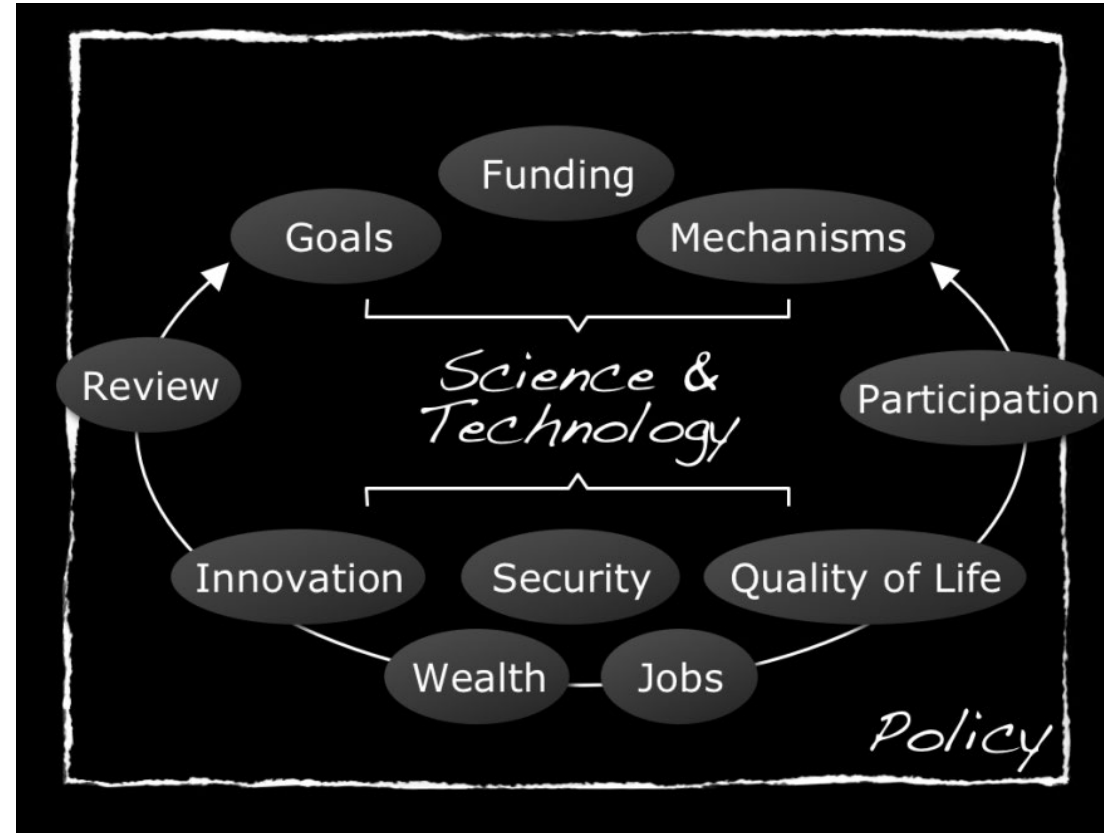 Funding
Goals
Mechanisms
Science &
Technology
Review
Participation
Innovation
Security
Quality of Life
Wealth
Jobs
Policy